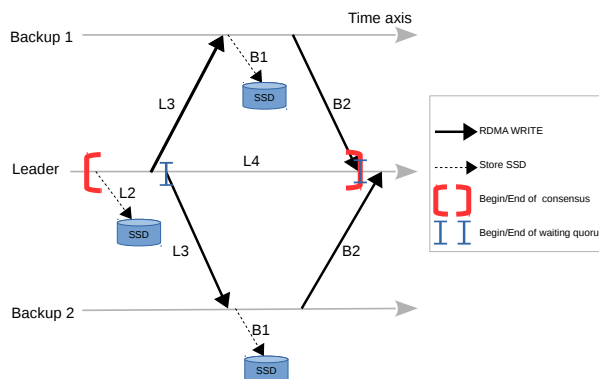 Time axis
Backup 1
B1
SSD
L3
B2
RDMA WRITE
Leader
L4
Store SSD
L2
Begin/End of consensus
SSD
Begin/End of waiting quoru
L3
B2
Backup 2
B1
SSD